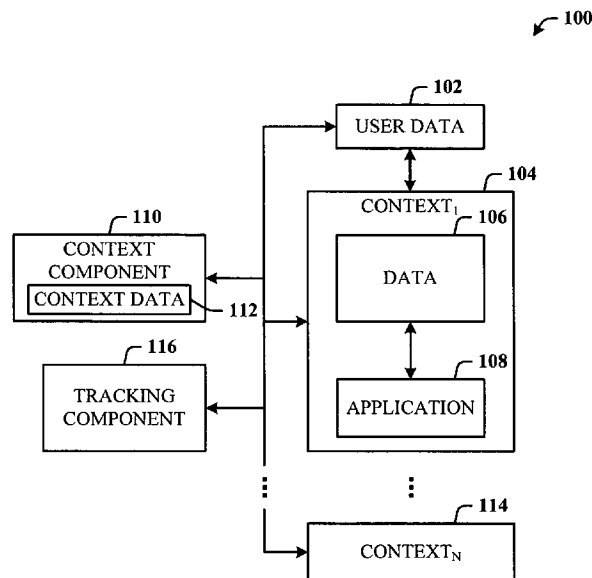 100
102
USER DATA
104
CONTEXT1
106
DATA
110
CONTEXT
COMPONENT
CONTEXT DATA
112
116
TRACKING
COMPONENT
108
APPLICATION
114
CONTEXTN